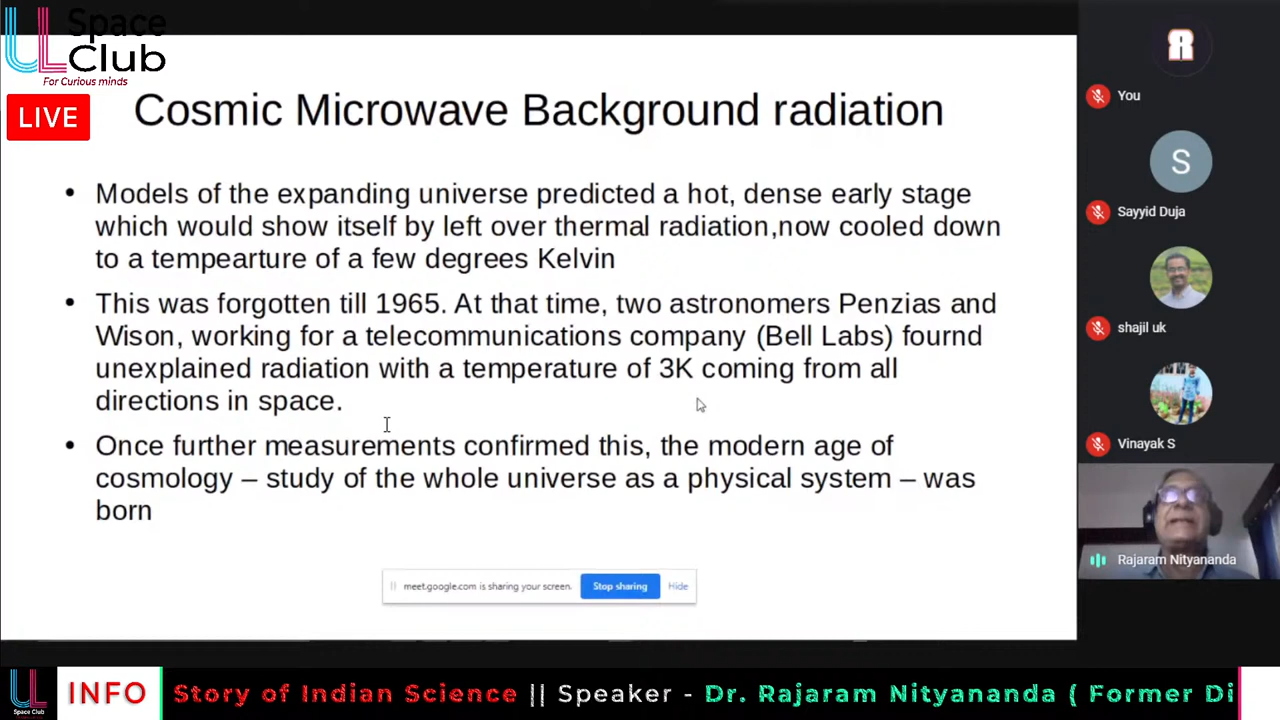 Space
Club
For Curious minds
LIVE
Cosmic Microwave Background radiation
• Models of the expanding universe predicted a hot, dense early stage
which would show itself by left over thermal radiation,now cooled down
to a tempearture of a few degrees Kelvin
• This was forgotten till 1965. At that time, two astronomers Penzias and
Wison, working for a telecommunications company (Bell Labs) fournd
unexplained radiation with a temperature of 3K coming from all
directions in space.
• Once further measurements confirmed this, the modern age of
cosmology – study of the whole universe as a physical system – was
born
meet.google.com is sharing your screen. Stop sharing Hide
R
You
S
Sayyid Duja
shajil uk
Vinayak S
Rajaram Nityananda
Space Club
INFO Story of Indian Science || Speaker - Dr. Rajaram Nityananda ( Former Di